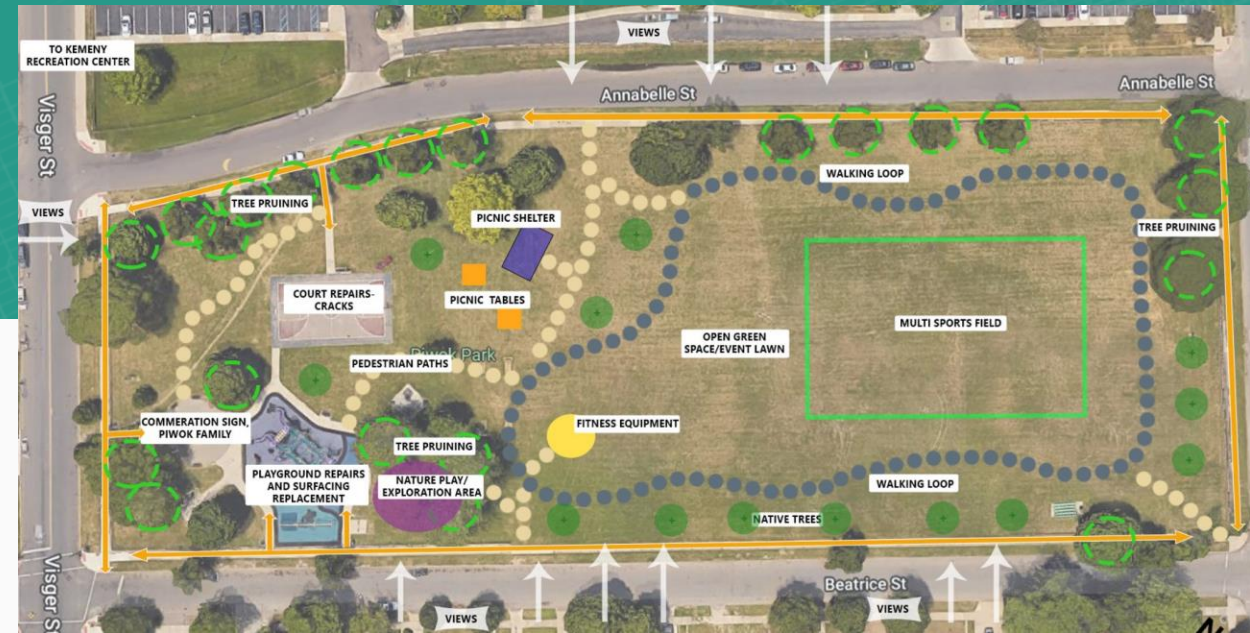 VIEWS
TO KEMENY
RECREATION CENTER
Annabelle St
Annabelle St
Visger St
WALKING LOOP
VIEWS
TREE PRUINING
PICNIC SHELTER
TREE PRUINING
COURT REPAIRS-
CRACKS
PICNIC TABLES
MULTI SPORTS FIELD
OPEN GREEN
SPACE/EVENT LAWN
Piwok Park
PEDESTRIAN PATHS
COMMERATION SIGN,
PIWOK FAMILY
FITNESS EQUIPMENT
TREE PRUINING
PLAYGROUND REPAIRS
AND SURFACING
REPLACEMENT
NATURE PLAY/
EXPLORATION AREA
WALKING LOOP
NATIVE TREES
Visger St
Beatrice St
VIEWS
VIEWS